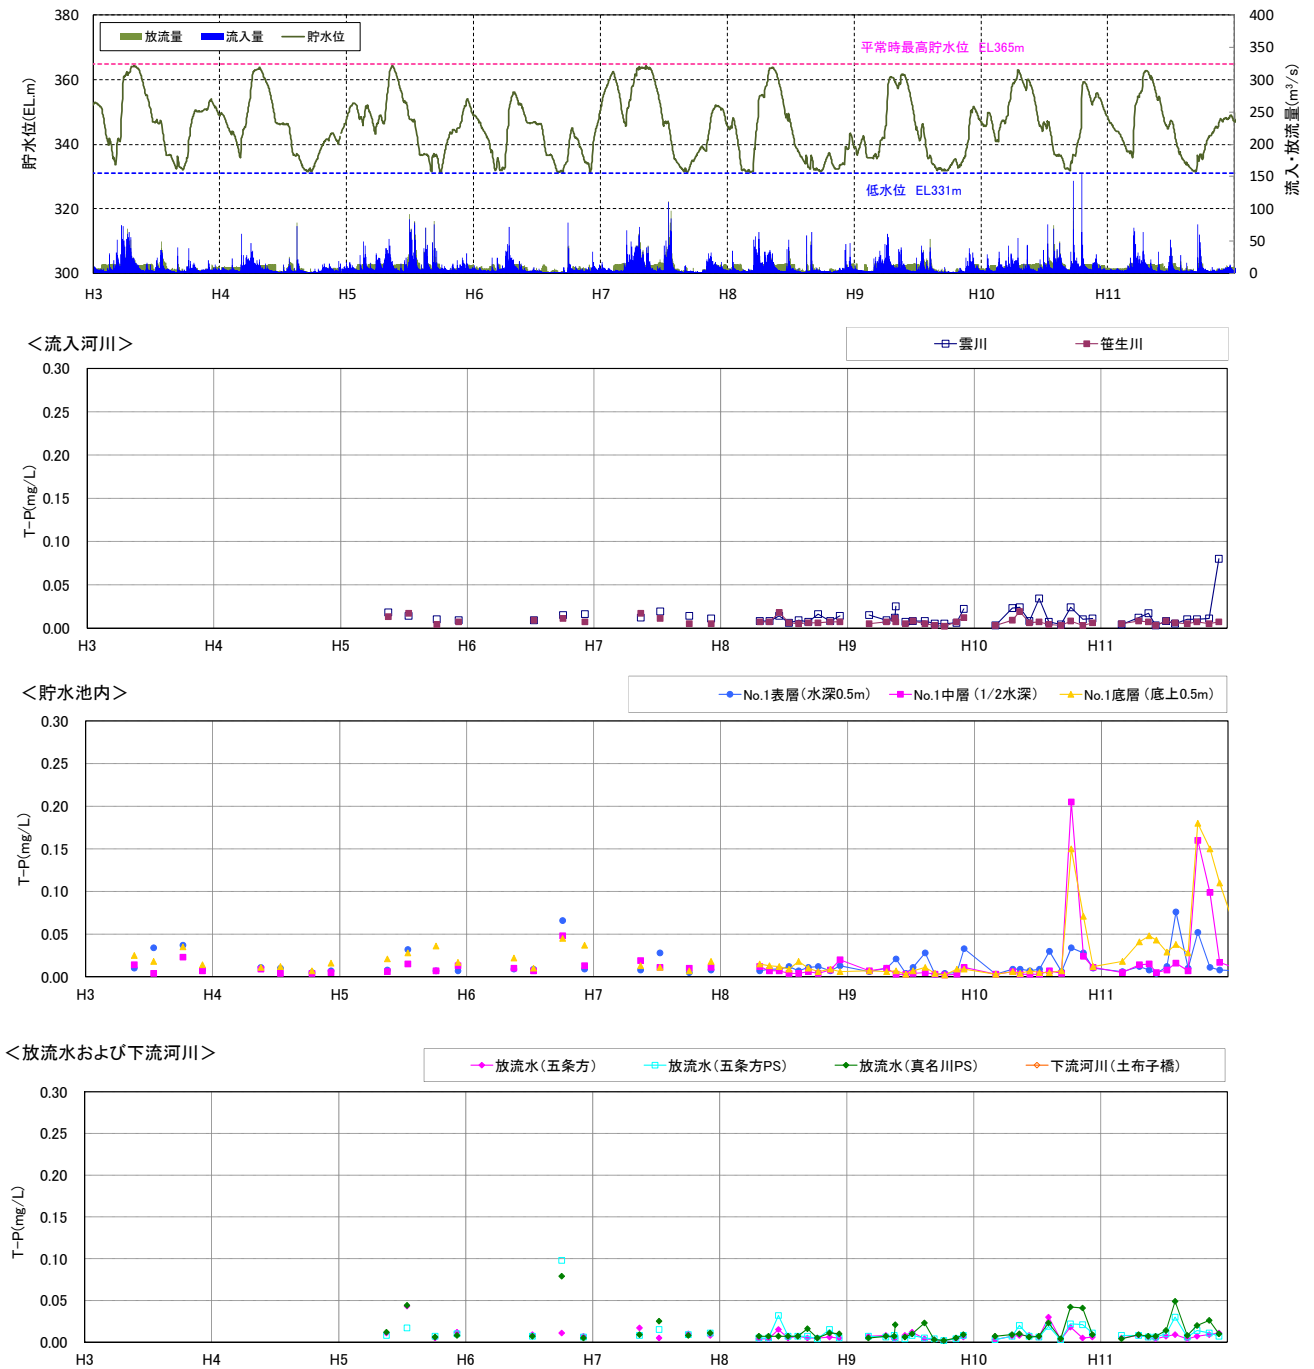 380
360
340
320
300
貯水位(EL.m)
放流量 流入量 貯水位
平常時最高貯水位 EL365m
低水位 EL331m
400
350
300
250
200
150
100
50
0
流入・放流量(m³/s)
H3 H4 H5 H6 H7 H8 H9 H10 H11
＜流入河川＞
雲川 笹生川
0.30
0.25
0.20
0.15
0.10
0.05
0.00
T-P(mg/L)
H3 H4 H5 H6 H7 H8 H9 H10 H11
＜貯水池内＞
No.1表層（水深0.5m） No.1中層（1/2水深） No.1底層（底上0.5m）
0.30
0.25
0.20
0.15
0.10
0.05
0.00
T-P(mg/L)
H3 H4 H5 H6 H7 H8 H9 H10 H11
＜放流水および下流河川＞
放流水（五条方） 放流水（五条方PS） 放流水（真名川PS） 下流河川（土布子橋）
0.30
0.25
0.20
0.15
0.10
0.05
0.00
T-P(mg/L)
H3 H4 H5 H6 H7 H8 H9 H10 H11